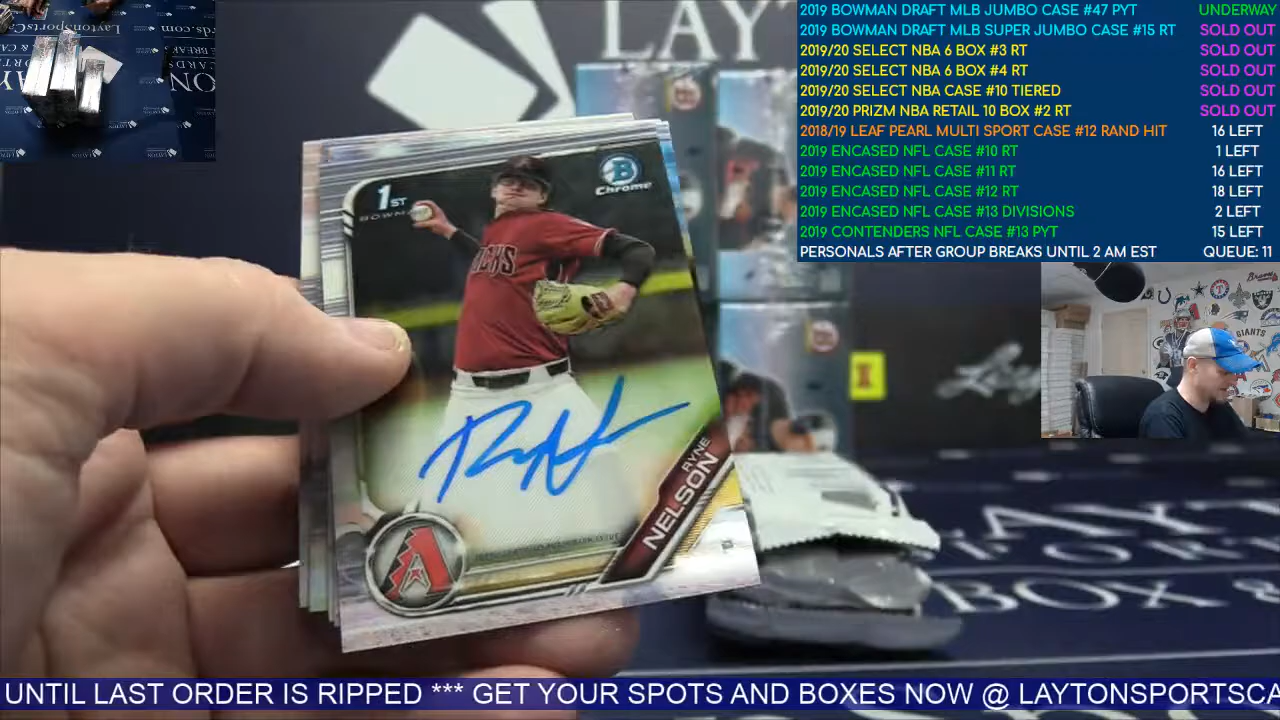 2019 BOWMAN DRAFT MLB JUMBO CASE #47 PYT UNDERWAY
2019 BOWMAN DRAFT MLB SUPER JUMBO CASE #15 RT SOLD OUT
2019/20 SELECT NBA 6 BOX #3 RT SOLD OUT
2019/20 SELECT NBA 6 BOX #4 RT SOLD OUT
2019/20 SELECT NBA CASE #10 TIERED SOLD OUT
2019/20 PRIZM NBA RETAIL 10 BOX #2 RT SOLD OUT
2018/19 LEAF PEARL MULTI SPORT CASE #12 RAND HIT 16 LEFT
2019 ENCASED NFL CASE #10 RT 1 LEFT
2019 ENCASED NFL CASE #11 RT 16 LEFT
2019 ENCASED NFL CASE #12 RT 18 LEFT
2019 ENCASED NFL CASE #13 DIVISIONS 2 LEFT
2019 CONTENDERS NFL CASE #13 PYT 15 LEFT
PERSONALS AFTER GROUP BREAKS UNTIL 2 AM EST QUEUE: 11
LAYT
B
Chrome
1ST
BOWMAN
RYNE
NELSON
A
GIANTS
LAYT
BOX &
UNTIL LAST ORDER IS RIPPED *** GET YOUR SPOTS AND BOXES NOW @ LAYTONSPORTSCA